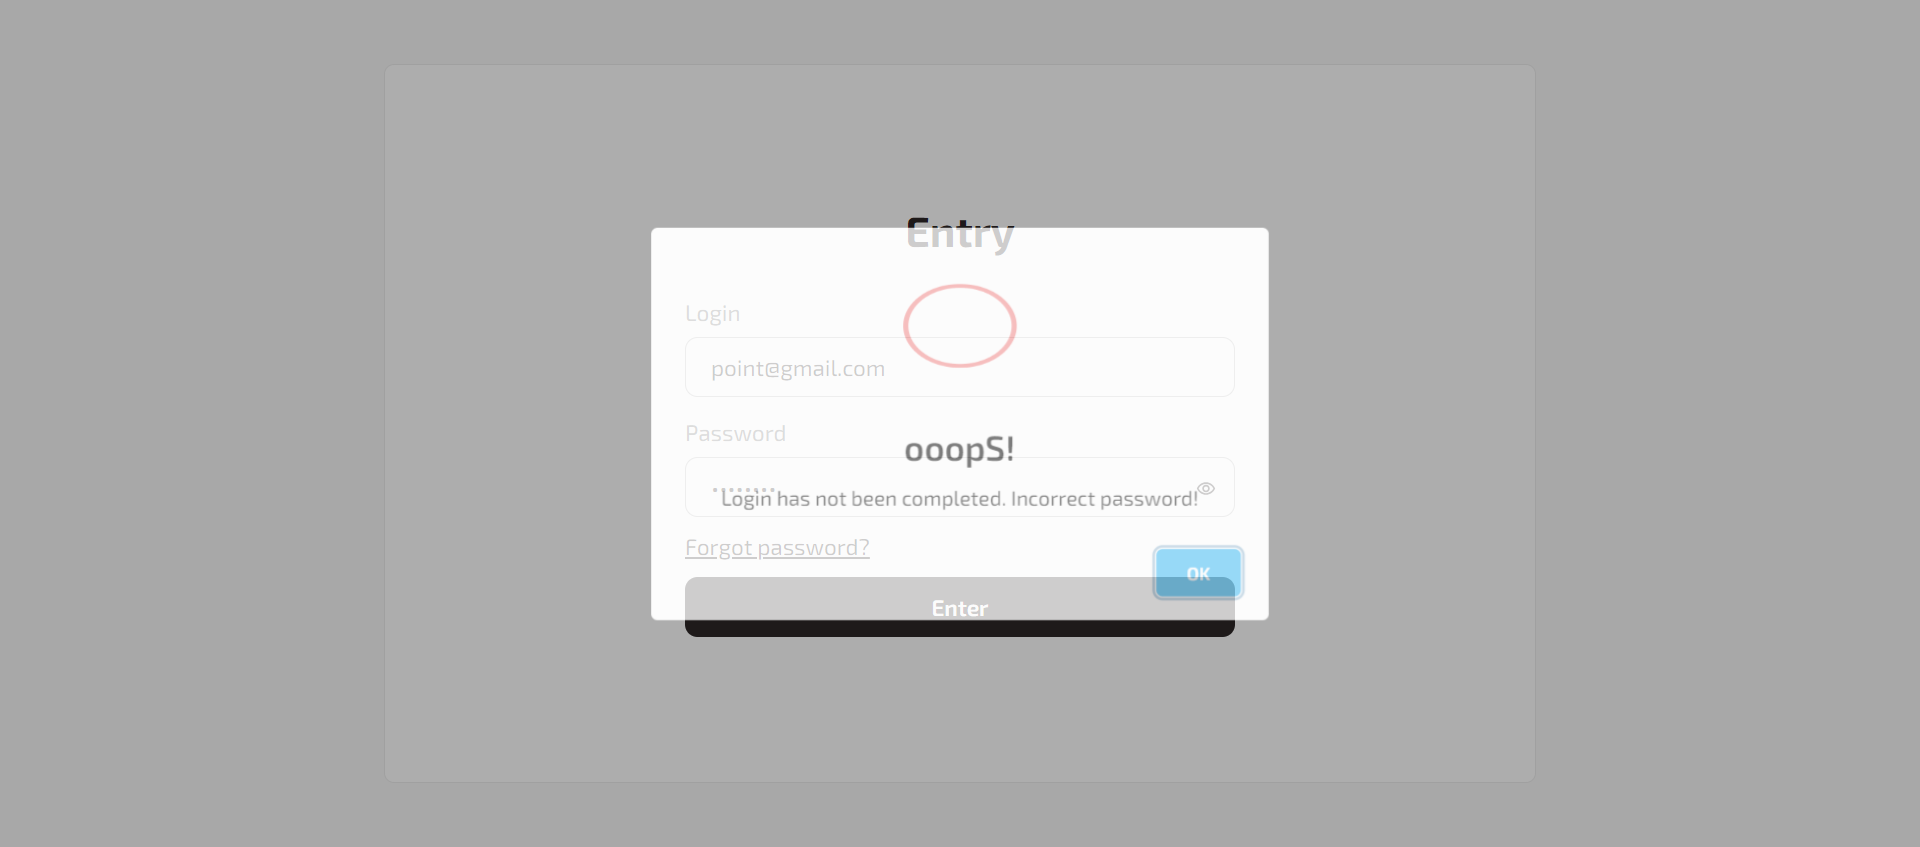 Entry
Login
point@gmail.com
Password
ooopS!
Login has not been completed. Incorrect password!
Forgot password?
OK
Enter